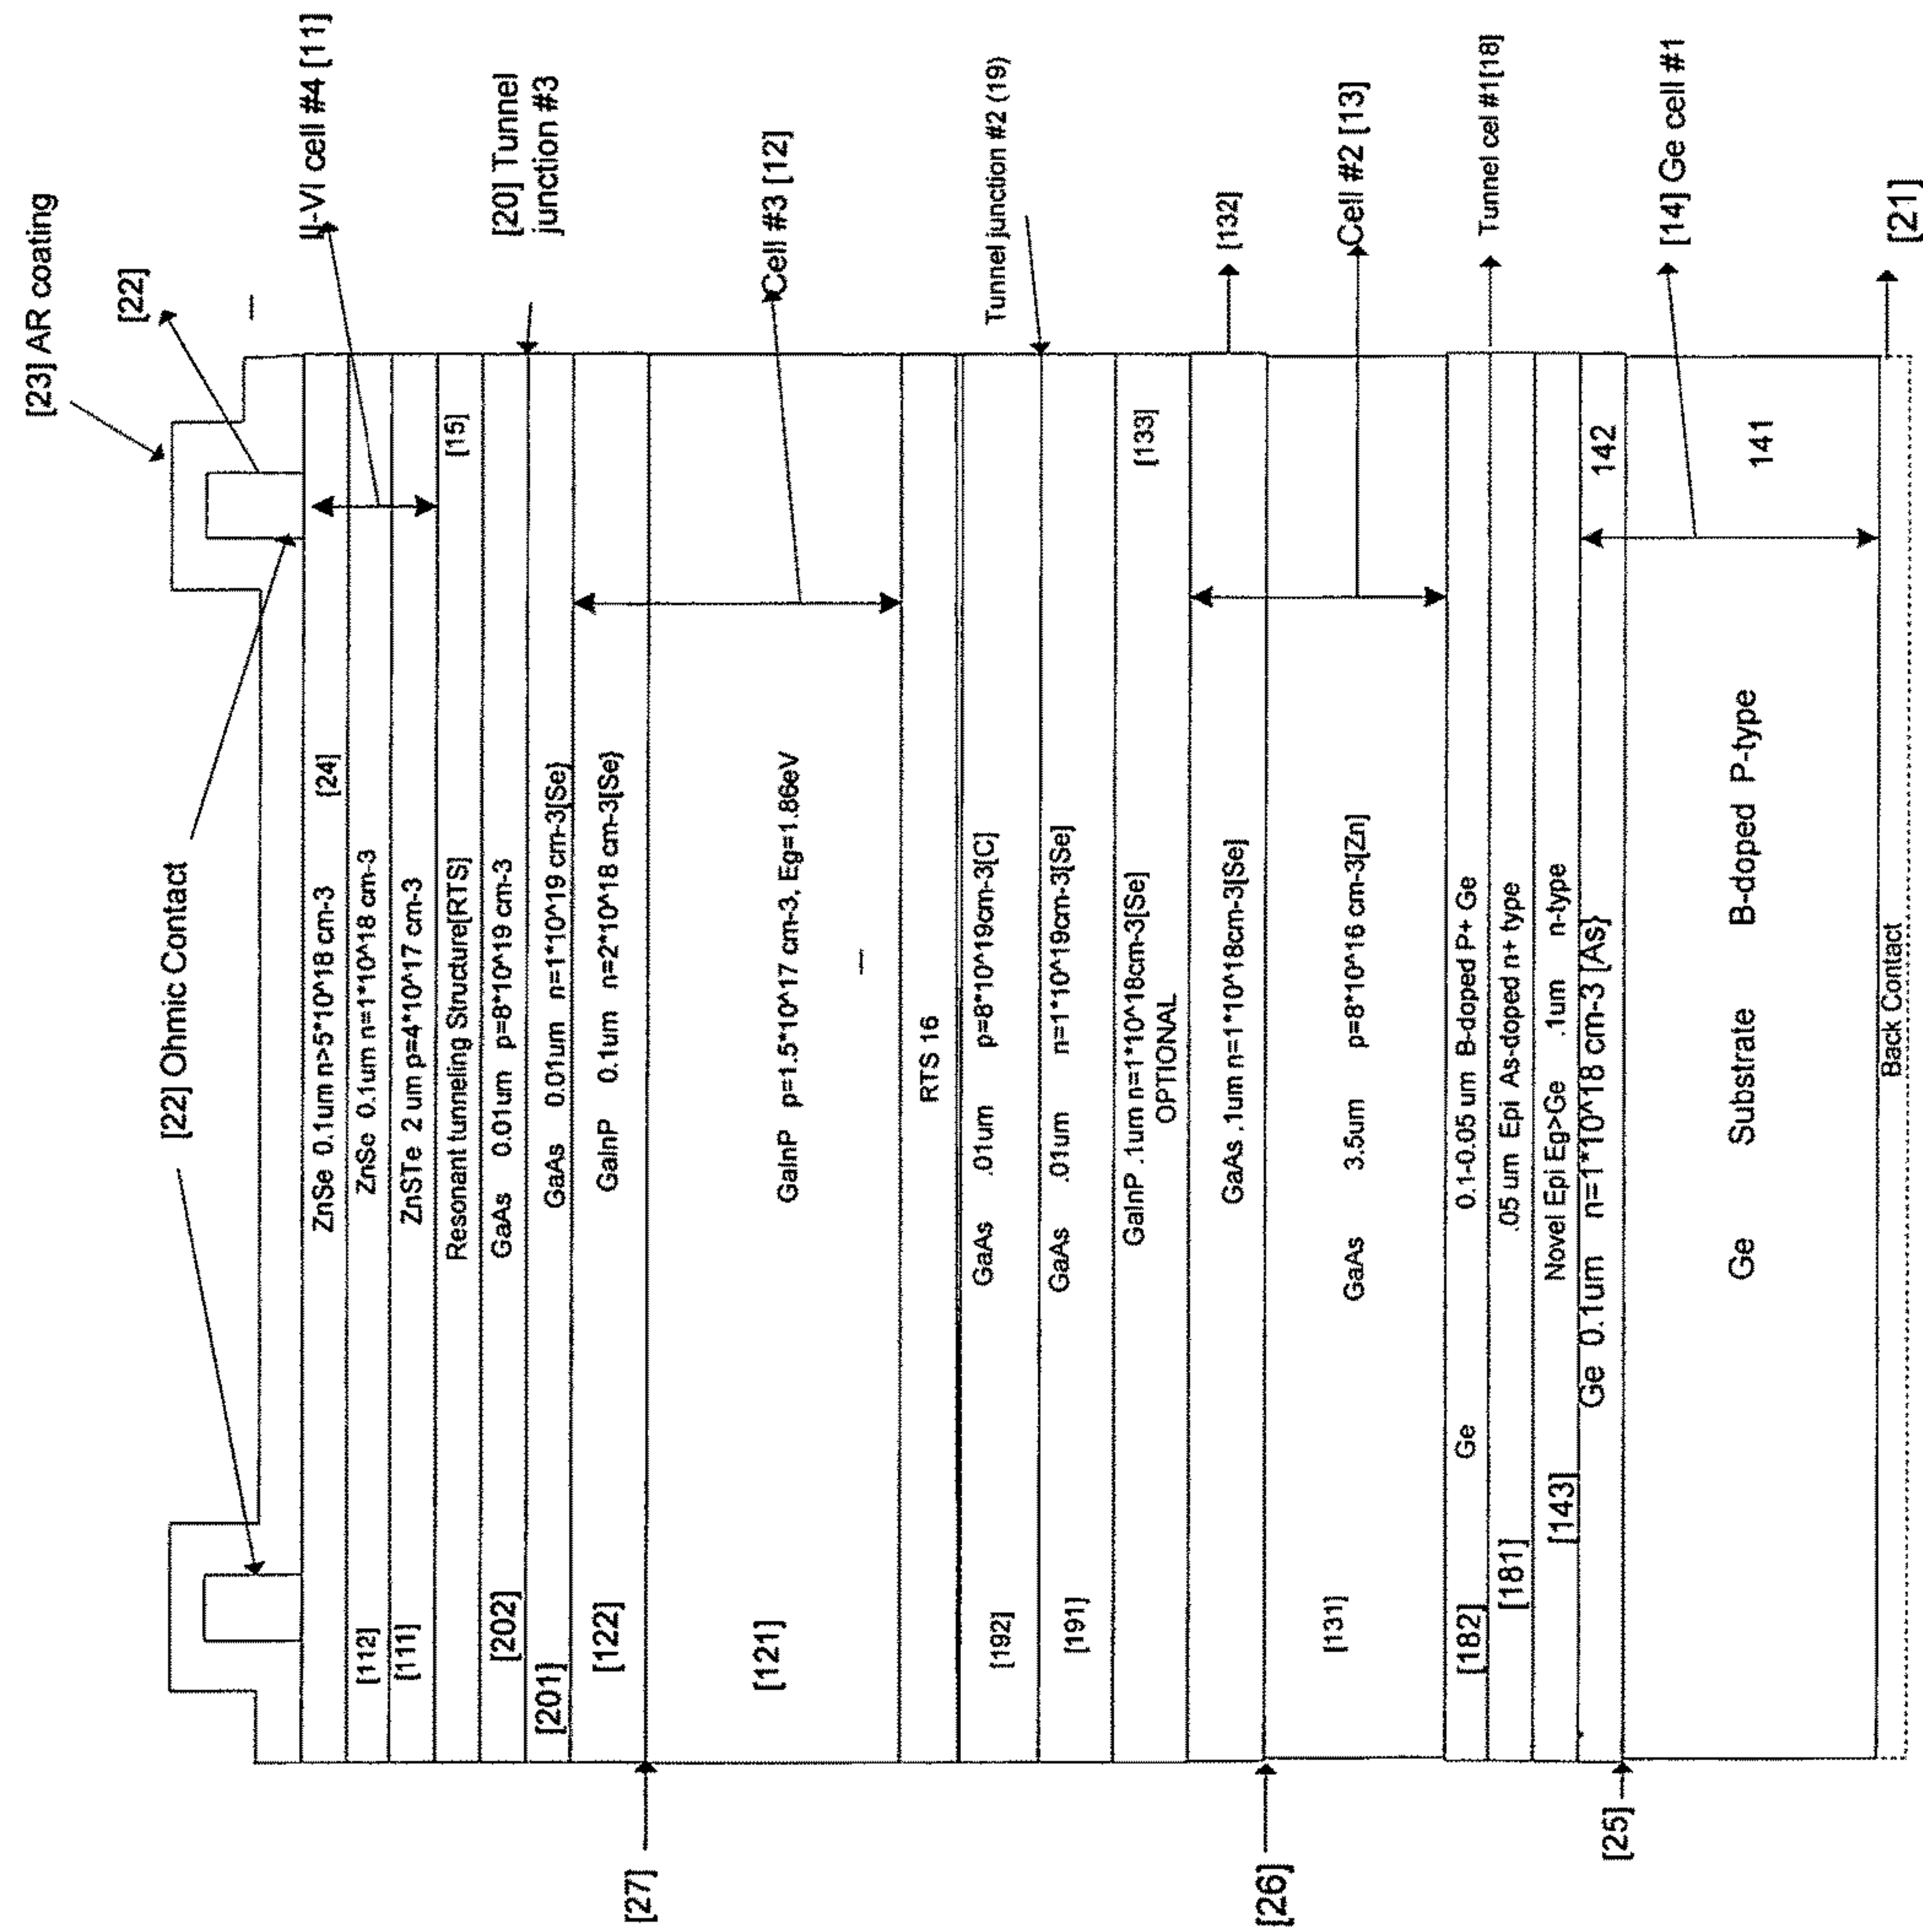 [23] AR coating
[22]
[22] Ohmic Contact
II-VI cell #4 [11]
ZnSe 0.1um n>5*10^18 cm-3 [24]
[112] ZnSe 0.1um n=1*10^18 cm-3
[111] ZnSTe 2 um p=4*10^17 cm-3
Resonant tunneling Structure[RTS] [15]
[202] GaAs 0.01um p=8*10^19 cm-3
[20] Tunnel
junction #3
[201] GaAs 0.01um n=1*10^19 cm-3[Se}
[122] GaInP 0.1um n=2*10^18 cm-3[Se}
[27]
[121] GaInP p=1.5*10^17 cm-3, Eg=1.86eV
Cell #3 [12]
RTS 16
[192] GaAs .01um p=8*10^19cm-3[C]
Tunnel junction #2 (19)
[191] GaAs .01um n=1*10^19cm-3[Se]
GaInP .1um n=1*10^18cm-3[Se] [133]
OPTIONAL
GaAs .1um n=1*10^18cm-3[Se]
[132]
[26]
[131] GaAs 3.5um p=8*10^16 cm-3[Zn]
Cell #2 [13]
[182] Ge 0.1-0.05 um B-doped P+ Ge
Tunnel cel #1[18]
[181] .05 um Epi As-doped n+ type
[143] Novel Epi Eg>Ge .1um n-type
Ge 0.1um n=1*10^18 cm-3 [As} 142
[25]
[14] Ge cell #1
Ge Substrate B-doped P-type 141
Back Contact
[21]